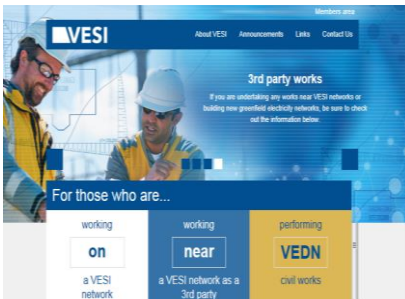 Members area
VESI
About VESI Announcements Links Contact Us
3rd party works
If you are undertaking any works near VESI networks or
building new greenfield electricity networks, be sure to check
out the information below.
For those who are...
working
on
a VESI
network
working
near
a VESI network as a
3rd party
performing
VEDN
civil works